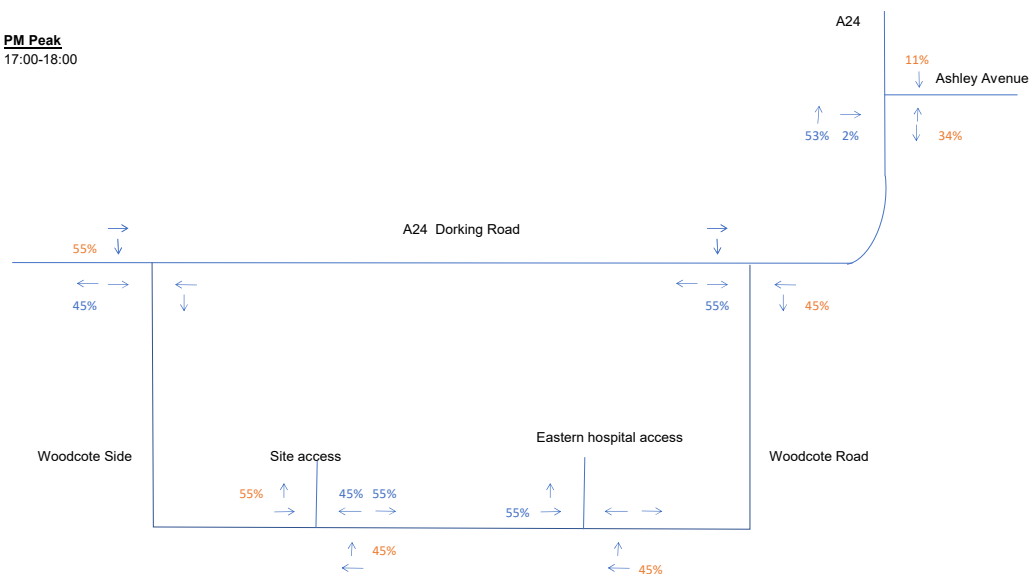 A24
PM Peak
17:00-18:00
11%
Ashley Avenue
53% 2%
34%
A24 Dorking Road
55%
45%
55%
45%
Eastern hospital access
Woodcote Side
Site access
Woodcote Road
55%
45% 55%
55%
45%
45%